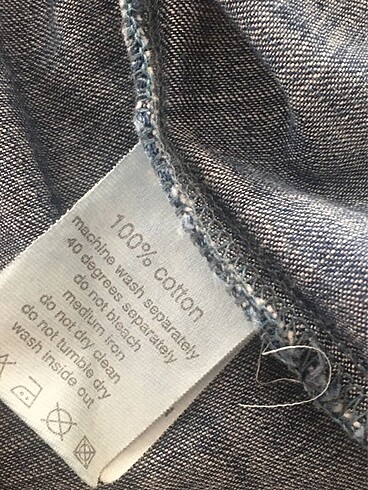 100% cotton
machine wash separately
40 degrees separately
do not bleach
medium iron
do not dry clean
do not tumble dry
wash inside out